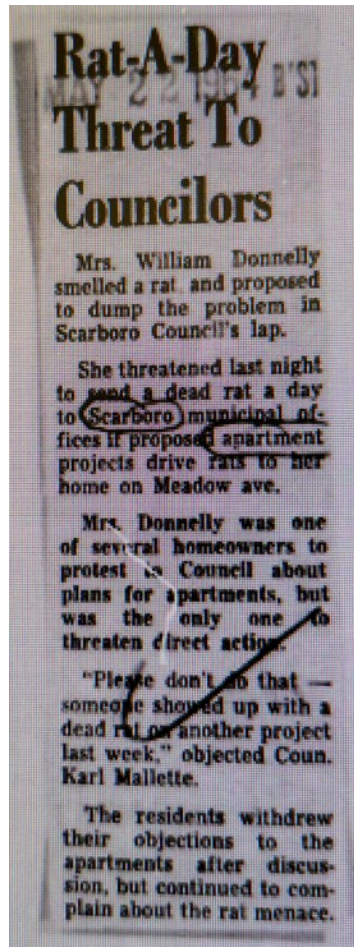 Rat-A-Day
MAY 22 1964 B'ST
Threat To
Councilors
Mrs. William Donnelly
smelled a rat and proposed
to dump the problem in
Scarboro Council's lap.
She threatened last night
to send a dead rat a day
to Scarboro municipal of-
fices if proposed apartment
projects drive rats to her
home on Meadow ave.
Mrs. Donnelly was one
of several homeowners to
protest to Council about
plans for apartments, but
was the only one to
threaten direct action.
"Please don't do that —
someone showed up with a
dead rat on another project
last week," objected Coun.
Karl Mallette.
The residents withdrew
their objections to the
apartments after discus-
sion, but continued to com-
plain about the rat menace.